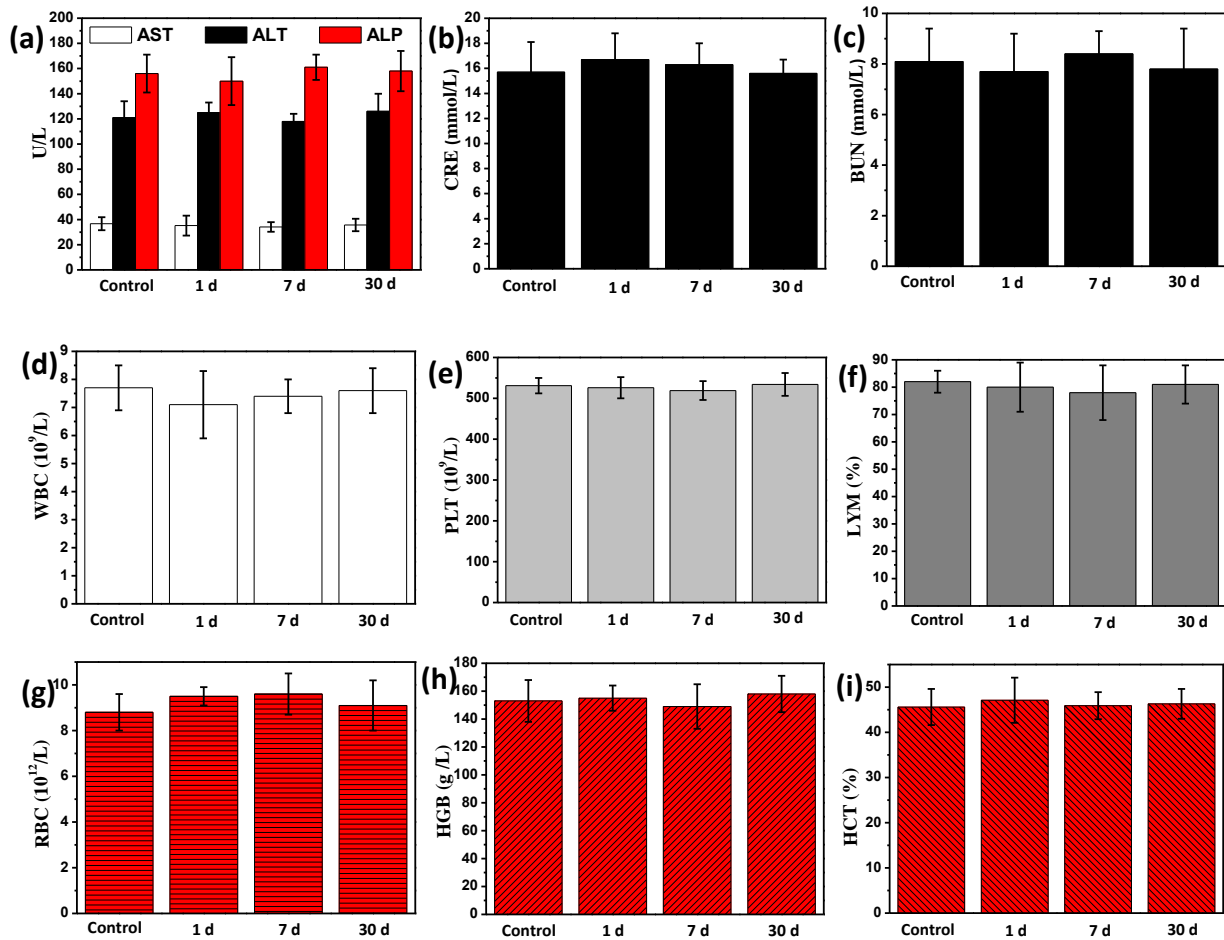 (a)
AST ALT ALP
200
180
160
140
120
100
80
60
40
20
0
U/L
Control 1 d 7 d 30 d
(b)
20
18
16
14
12
10
8
6
4
2
0
CRE (mmol/L)
Control 1 d 7 d 30 d
(c)
10
8
6
4
2
0
BUN (mmol/L)
Control 1 d 7 d 30 d
(d)
9
8
7
6
5
4
3
2
1
0
WBC (10⁹/L)
Control 1 d 7 d 30 d
(e)
600
500
400
300
200
100
0
PLT (10⁹/L)
Control 1 d 7 d 30 d
(f)
90
80
70
60
50
40
30
20
10
0
LYM (%)
Control 1 d 7 d 30 d
(g)
10
8
6
4
2
0
RBC (10¹²/L)
Control 1 d 7 d 30 d
(h)
180
160
140
120
100
80
60
40
20
0
HGB (g /L)
Control 1 d 7 d 30 d
(i)
50
40
30
20
10
0
HCT (%)
Control 1 d 7 d 30 d